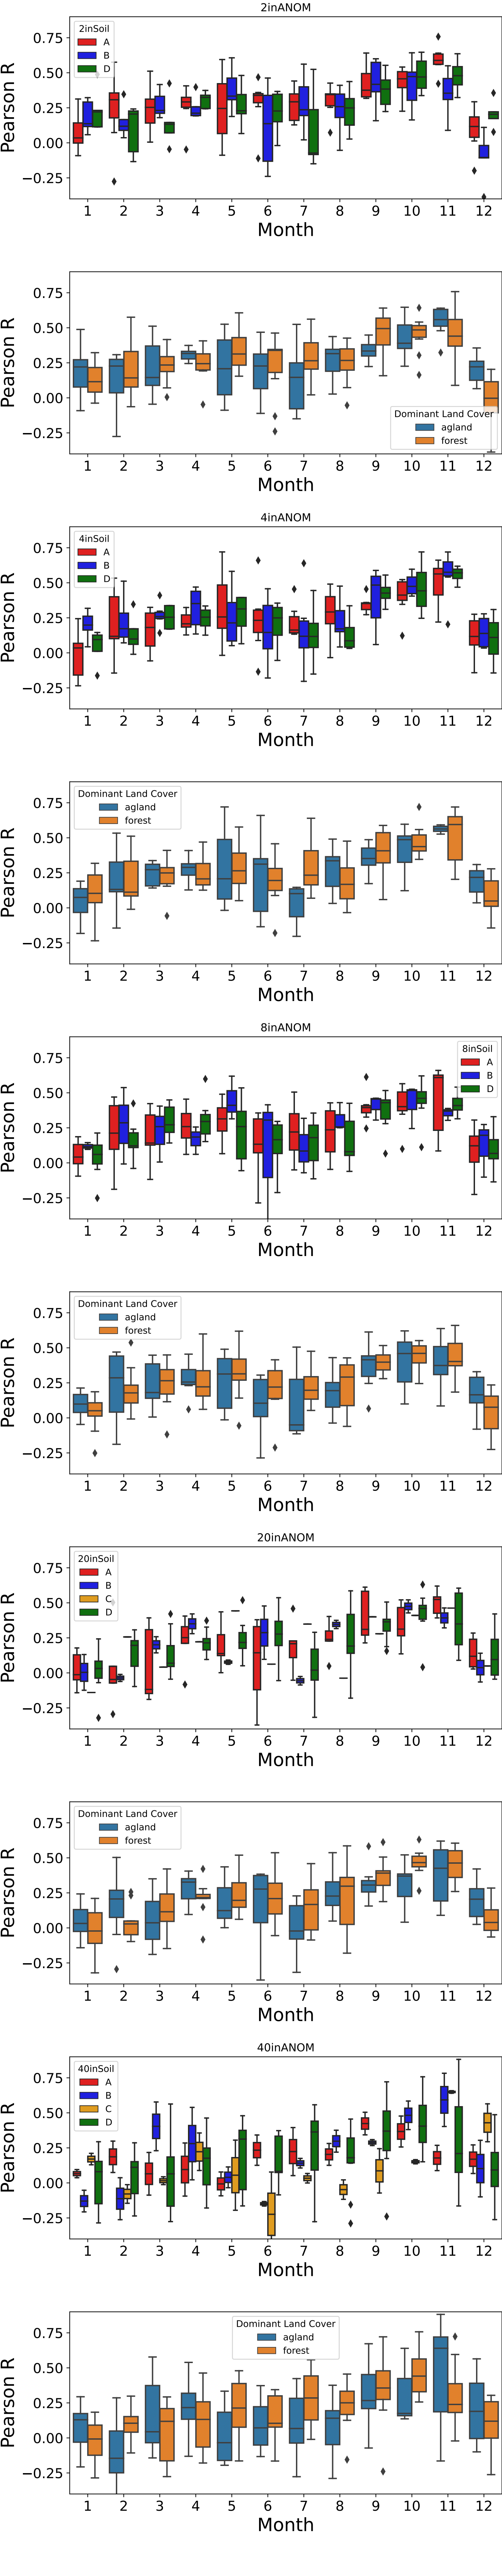 2inANOM
Pearson R
0.75
0.50
0.25
0.00
−0.25
2inSoil
A
B
D
1 2 3 4 5 6 7 8 9 10 11 12
Month
Pearson R
0.75
0.50
0.25
0.00
−0.25
Dominant Land Cover
agland
forest
1 2 3 4 5 6 7 8 9 10 11 12
Month
4inANOM
Pearson R
0.75
0.50
0.25
0.00
−0.25
4inSoil
A
B
D
1 2 3 4 5 6 7 8 9 10 11 12
Month
Pearson R
0.75
0.50
0.25
0.00
−0.25
Dominant Land Cover
agland
forest
1 2 3 4 5 6 7 8 9 10 11 12
Month
8inANOM
Pearson R
0.75
0.50
0.25
0.00
−0.25
8inSoil
A
B
D
1 2 3 4 5 6 7 8 9 10 11 12
Month
Pearson R
0.75
0.50
0.25
0.00
−0.25
Dominant Land Cover
agland
forest
1 2 3 4 5 6 7 8 9 10 11 12
Month
20inANOM
Pearson R
0.75
0.50
0.25
0.00
−0.25
20inSoil
A
B
C
D
1 2 3 4 5 6 7 8 9 10 11 12
Month
Pearson R
0.75
0.50
0.25
0.00
−0.25
Dominant Land Cover
agland
forest
1 2 3 4 5 6 7 8 9 10 11 12
Month
40inANOM
Pearson R
0.75
0.50
0.25
0.00
−0.25
40inSoil
A
B
C
D
1 2 3 4 5 6 7 8 9 10 11 12
Month
Pearson R
0.75
0.50
0.25
0.00
−0.25
Dominant Land Cover
agland
forest
1 2 3 4 5 6 7 8 9 10 11 12
Month